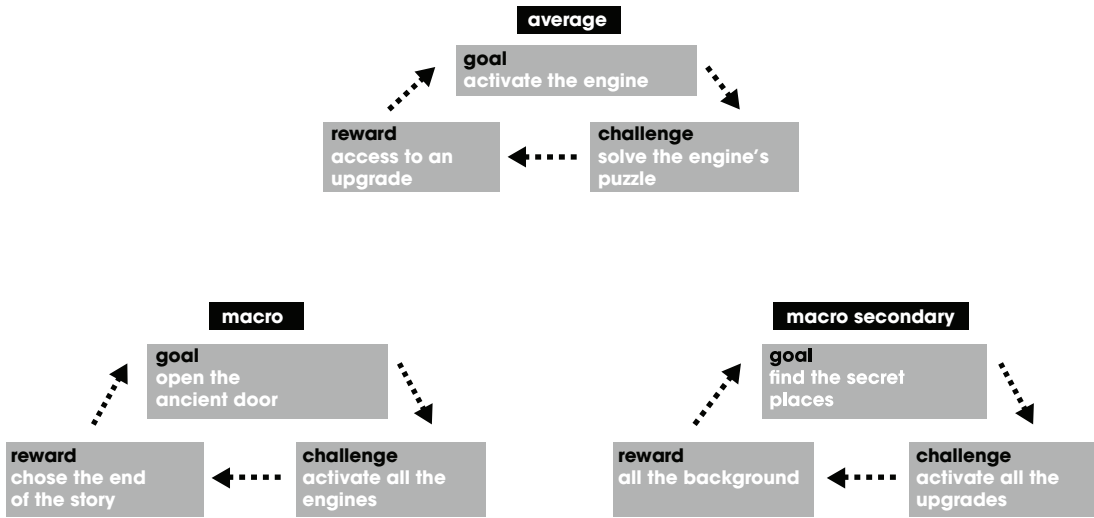 average
goal
activate the engine
reward
access to an
upgrade
challenge
solve the engine's
puzzle
macro
goal
open the
ancient door
reward
chose the end
of the story
challenge
activate all the
engines
macro secondary
goal
find the secret
places
reward
all the background
challenge
activate all the
upgrades